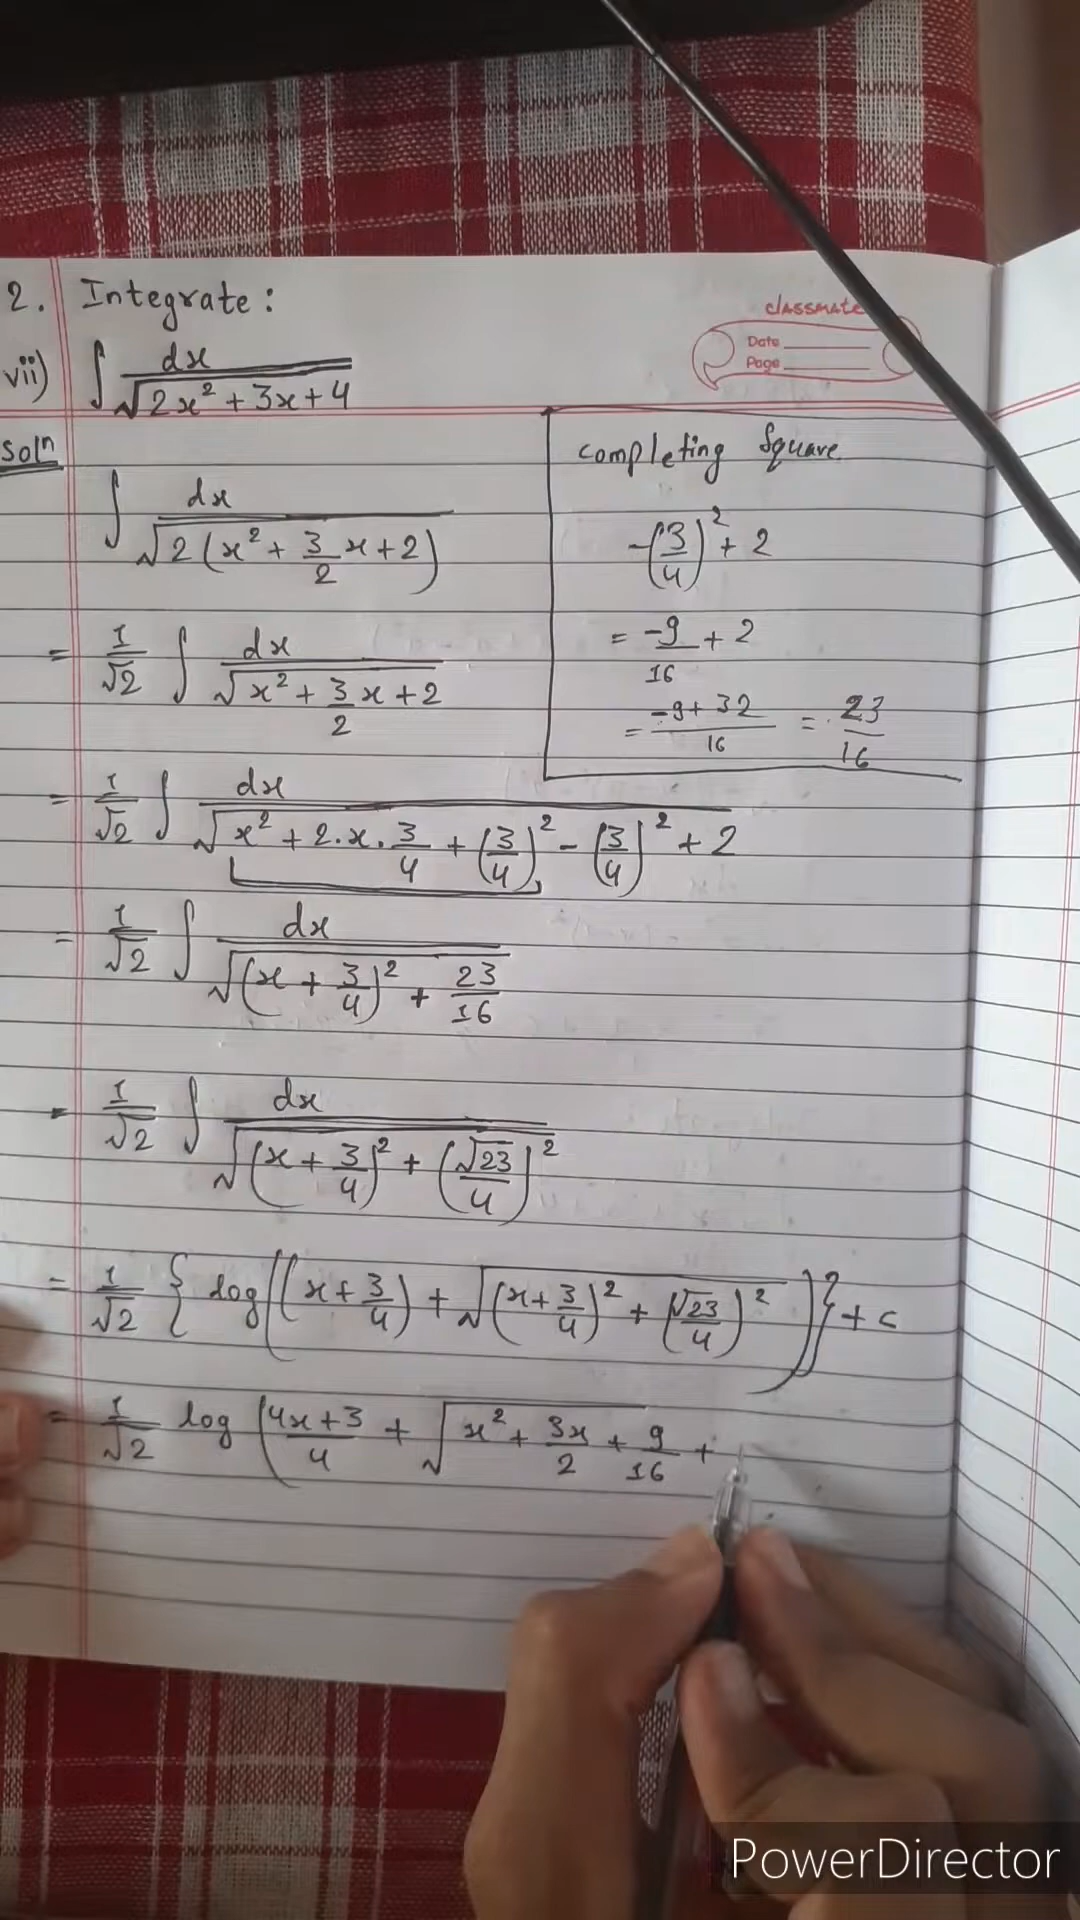 2. Integrate:
classmate
Date
Page
vii) ∫ dx / √(2x² + 3x + 4)
Soln
∫ dx / √(2(x² + 3/2 x + 2))
= 1/√2 ∫ dx / √(x² + 3/2 x + 2)
= 1/√2 ∫ dx / √(x² + 2·x·3/4 + (3/4)² - (3/4)² + 2)
= 1/√2 ∫ dx / √((x + 3/4)² + 23/16)
= 1/√2 ∫ dx / √((x + 3/4)² + (√23/4)²)
= 1/√2 { log((x + 3/4) + √((x + 3/4)² + (√23/4)²)) } + c
= 1/√2 log(4x+3/4 + √(x² + 3x/2 + 9/16 +
completing square
-(3/4)² + 2
= -9/16 + 2
= -9+32/16 = 23/16
PowerDirector